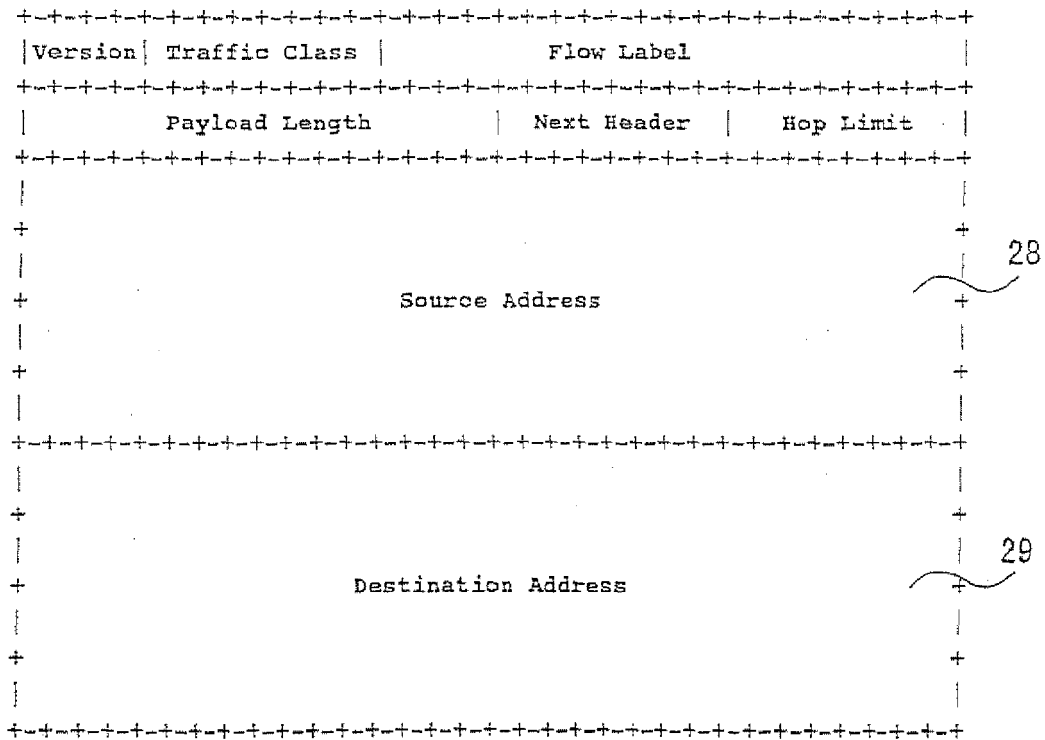 +-+-+-+-+-+-+-+-+-+-+-+-+-+-+-+-+-+-+-+-+-+-+-+-+-+-+-+-+-+-+-+-+
|Version| Traffic Class | Flow Label |
+-+-+-+-+-+-+-+-+-+-+-+-+-+-+-+-+-+-+-+-+-+-+-+-+-+-+-+-+-+-+-+-+
| Payload Length | Next Header | Hop Limit |
+-+-+-+-+-+-+-+-+-+-+-+-+-+-+-+-+-+-+-+-+-+-+-+-+-+-+-+-+-+-+-+-+
28
Source Address
+-+-+-+-+-+-+-+-+-+-+-+-+-+-+-+-+-+-+-+-+-+-+-+-+-+-+-+-+-+-+-+-+
29
Destination Address
+-+-+-+-+-+-+-+-+-+-+-+-+-+-+-+-+-+-+-+-+-+-+-+-+-+-+-+-+-+-+-+-+